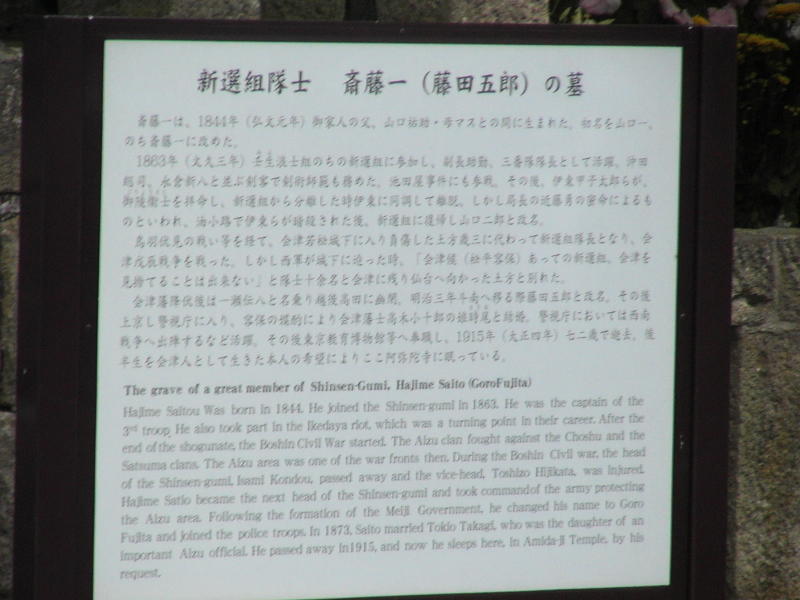 新選組隊士　斎藤一（藤田五郎）の墓
斎藤一は、1844年（弘文元年）御家人の父、山口祐助・母マスとの間に生まれた。初名を山口一、
のち斎藤一に改めた。
1863年（文久三年）壬生浪士組のちの新選組に参加し、副長助勤、三番隊隊長として活躍。沖田
総司、永倉新八と並ぶ剣客で剣術師範も務めた。池田屋事件にも参戦。その後、伊東甲子太郎らが、
御陵衛士を拝命し、新選組から分離した時伊東に同調して離脱。しかし局長の近藤勇の密命によるも
のといわれ、油小路で伊東らが暗殺された後、新選組に復帰し山口二郎と改名。
鳥羽伏見の戦い等を経て、会津若松城下に入り負傷した土方歳三に代わって新選組隊長となり、会
津戊辰戦争を戦った。しかし西軍が城下に迫った時、「会津侯（松平容保）あっての新選組、会津を
見捨てることは出来ない」と隊士十余名と会津に残り仙台へ向かった土方と別れた。
会津藩降伏後は一瀬伝八と名乗り越後高田に幽閉。明治三年斗南へ移る際藤田五郎と改名。その後
上京し警視庁に入り、容保の媒酌により会津藩士高木小十郎の娘時尾と結婚。警視庁においては西南
戦争へ出陣するなど活躍。その後東京教育博物館等へ奉職し、1915年（大正四年）七二歳で逝去。後
半生を会津人として生きた本人の希望によりここ阿弥陀寺に眠っている。
The grave of a great member of Shinsen-Gumi, Hajime Saito (GoroFujita)
Hajime Saitou Was born in 1844. He joined the Shinsen-gumi in 1863. He was the captain of the
3rd troop. He also took part in the Ikedaya riot, which was a turning point in their career. After the
end of the shogunate, the Boshin Civil War started. The Aizu clan fought against the Choshu and the
Satsuma clans. The Aizu area was one of the war fronts then. During the Boshin Civil war, the head
of the Shinsen-gumi, Isami Kondou, passed away and the vice-head, Toshizo Hijikata, was injured.
Hajime Satio became the next head of the Shinsen-gumi and took commandof the army protecting
the Aizu area. Following the formation of the Meiji Government, he changed his name to Goro
Fujita and joined the police troops. In 1873, Saito married Tokio Takagi, who was the daughter of an
important Aizu official. He passed away in1915, and now he sleeps here, in Amida-Ji Temple, by his
request.